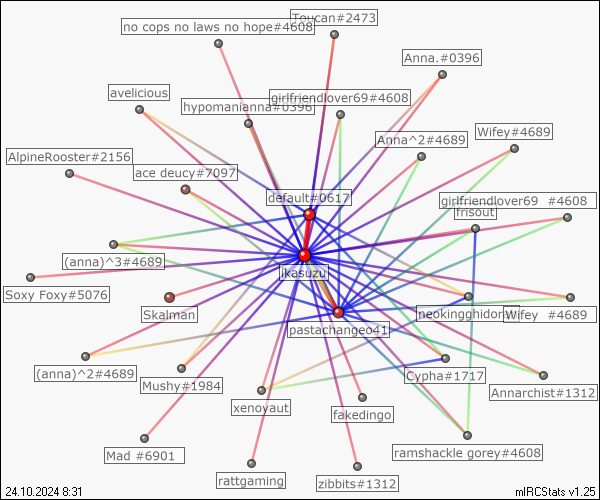 Toucan#2473
no cops no laws no hope#4608
Anna.#0396
avelicious
girlfriendlover69#4608
hypomanianna#0396
Wifey#4689
Anna^2#4689
AlpineRooster#2156
ace deucy#7097
default#0617
girlfriendlover69 #4608
frisout
(anna)^3#4689
ikasuzu
Soxy Foxy#5076
Skalman
neokingghidorah
Wifey #4689
pastachangeo41
(anna)^2#4689
Mushy#1984
Cypha#1717
Annarchist#1312
xenoyaut
fakedingo
Mad #6901
ramshackle gorey#4608
rattgaming
zibbits#1312
24.10.2024 8:31
mIRCStats v1.25